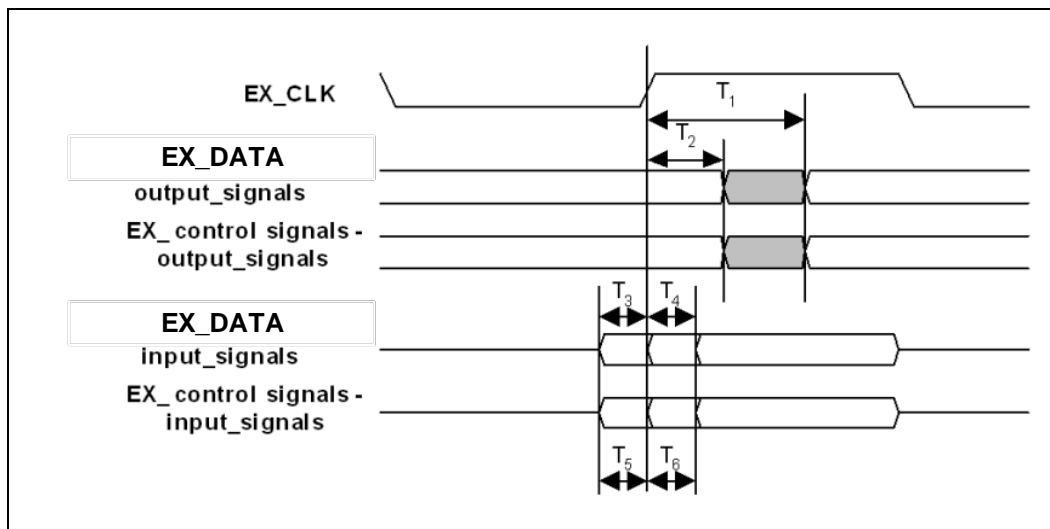 EX_CLK
T1
T2
EX_DATA
output_signals
EX_ control signals -
output_signals
T3 T4
EX_DATA
input_signals
EX_ control signals -
input_signals
T5 T6